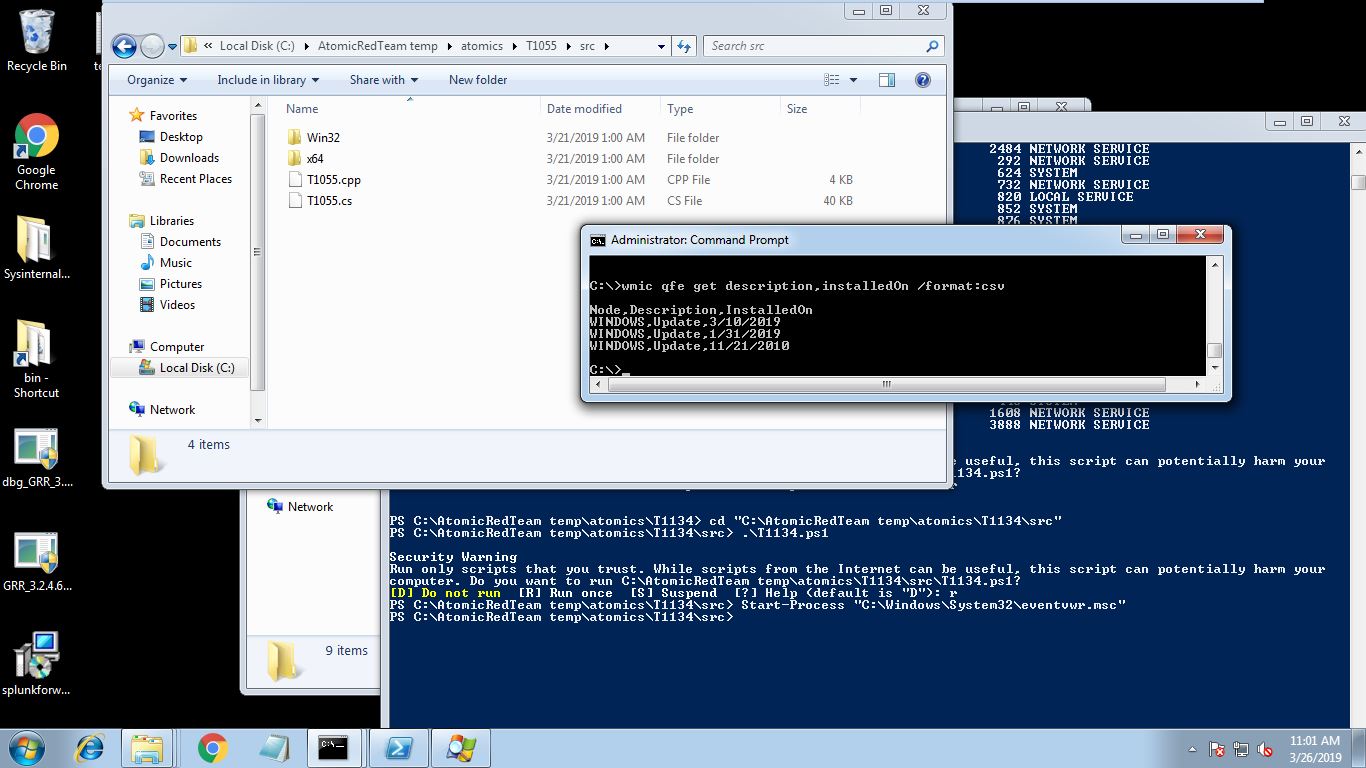 Recycle Bin
te
Google
Chrome
Sysinternal...
bin -
Shortcut
dbg_GRR_3....
GRR_3.2.4.6...
splunkforw...
« Local Disk (C:) AtomicRedTeam temp atomics T1055 src
Search src
Organize Include in library Share with New folder
Favorites
Desktop
Downloads
Recent Places
Libraries
Documents
Music
Pictures
Videos
Computer
Local Disk (C:)
Network
Name Date modified Type Size
Win32 3/21/2019 1:00 AM File folder
x64 3/21/2019 1:00 AM File folder
T1055.cpp 3/21/2019 1:00 AM CPP File 4 KB
T1055.cs 3/21/2019 1:00 AM CS File 40 KB
4 items
2484 NETWORK SERVICE
292 NETWORK SERVICE
624 SYSTEM
732 NETWORK SERVICE
820 LOCAL SERVICE
852 SYSTEM
876 SYSTEM
Administrator: Command Prompt
C:\>wmic qfe get description,installedOn /format:csv
Node,Description,InstalledOn
WINDOWS,Update,3/10/2019
WINDOWS,Update,1/31/2019
WINDOWS,Update,11/21/2010
C:\>
1608 NETWORK SERVICE
3888 NETWORK SERVICE
e useful, this script can potentially harm your
1134.ps1?
r
Network
9 items
PS C:\AtomicRedTeam temp\atomics\T1134> cd "C:\AtomicRedTeam temp\atomics\T1134\src"
PS C:\AtomicRedTeam temp\atomics\T1134\src> .\T1134.ps1
Security Warning
Run only scripts that you trust. While scripts from the Internet can be useful, this script can potentially harm your
computer. Do you want to run C:\AtomicRedTeam temp\atomics\T1134\src\T1134.ps1?
[D] Do not run [R] Run once [S] Suspend [?] Help (default is "D"): r
PS C:\AtomicRedTeam temp\atomics\T1134\src> Start-Process "C:\Windows\System32\eventvwr.msc"
PS C:\AtomicRedTeam temp\atomics\T1134\src>
11:01 AM
3/26/2019